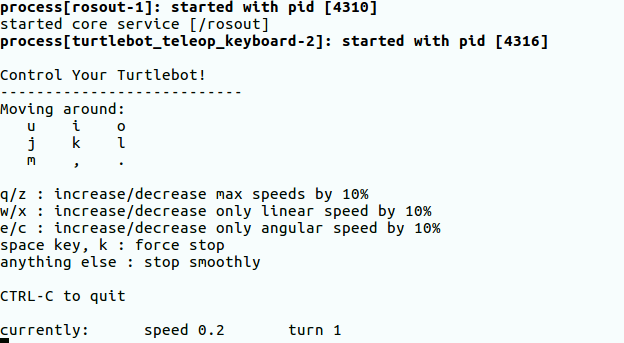 process[rosout-1]: started with pid [4310]
started core service [/rosout]
process[turtlebot_teleop_keyboard-2]: started with pid [4316]
Control Your Turtlebot!
---------------------------
Moving around:
u i o
j k l
m , .
q/z : increase/decrease max speeds by 10%
w/x : increase/decrease only linear speed by 10%
e/c : increase/decrease only angular speed by 10%
space key, k : force stop
anything else : stop smoothly
CTRL-C to quit
currently: speed 0.2 turn 1